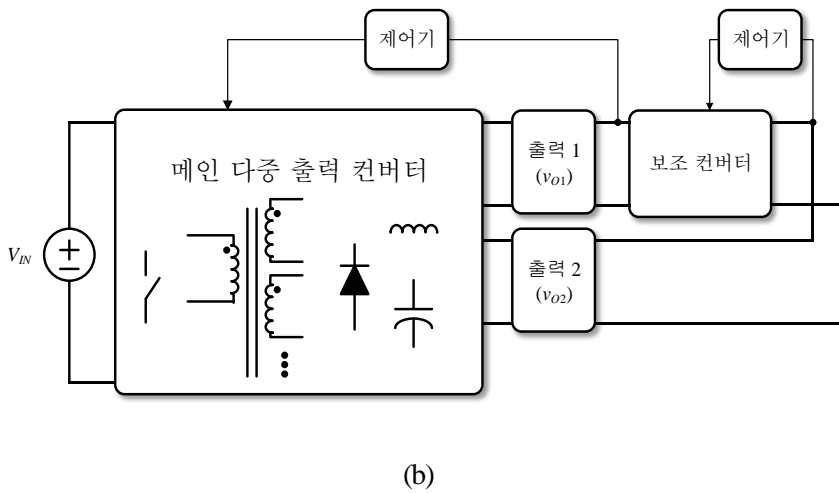 제어기
제어기
메인 다중 출력 컨버터
출력 1
(vO1)
보조 컨버터
출력 2
(vO2)
VIN
(b)